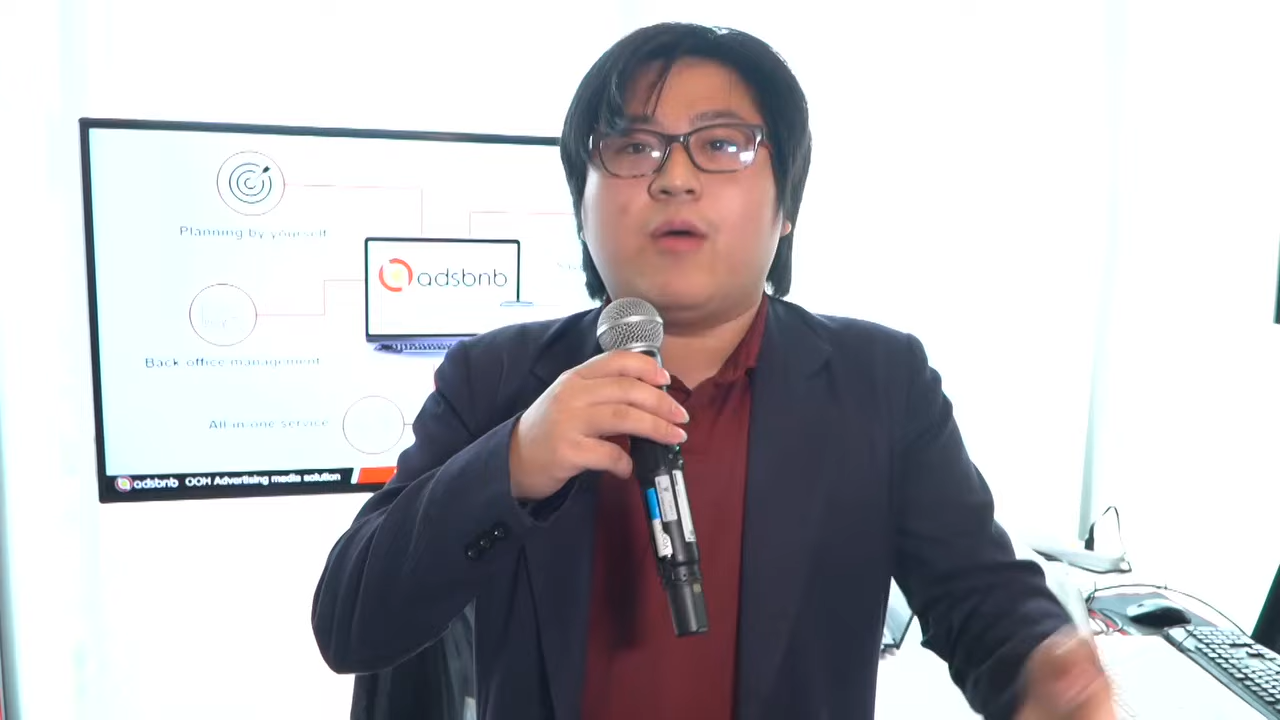 Planning by yourself
adsbnb
Back office management
All in one service
adsbnb OOH Advertising media solution